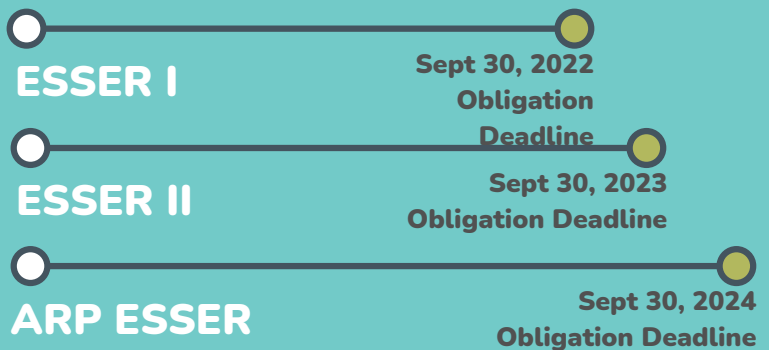 ESSER I
Sept 30, 2022
Obligation
Deadline
ESSER II
Sept 30, 2023
Obligation Deadline
ARP ESSER
Sept 30, 2024
Obligation Deadline